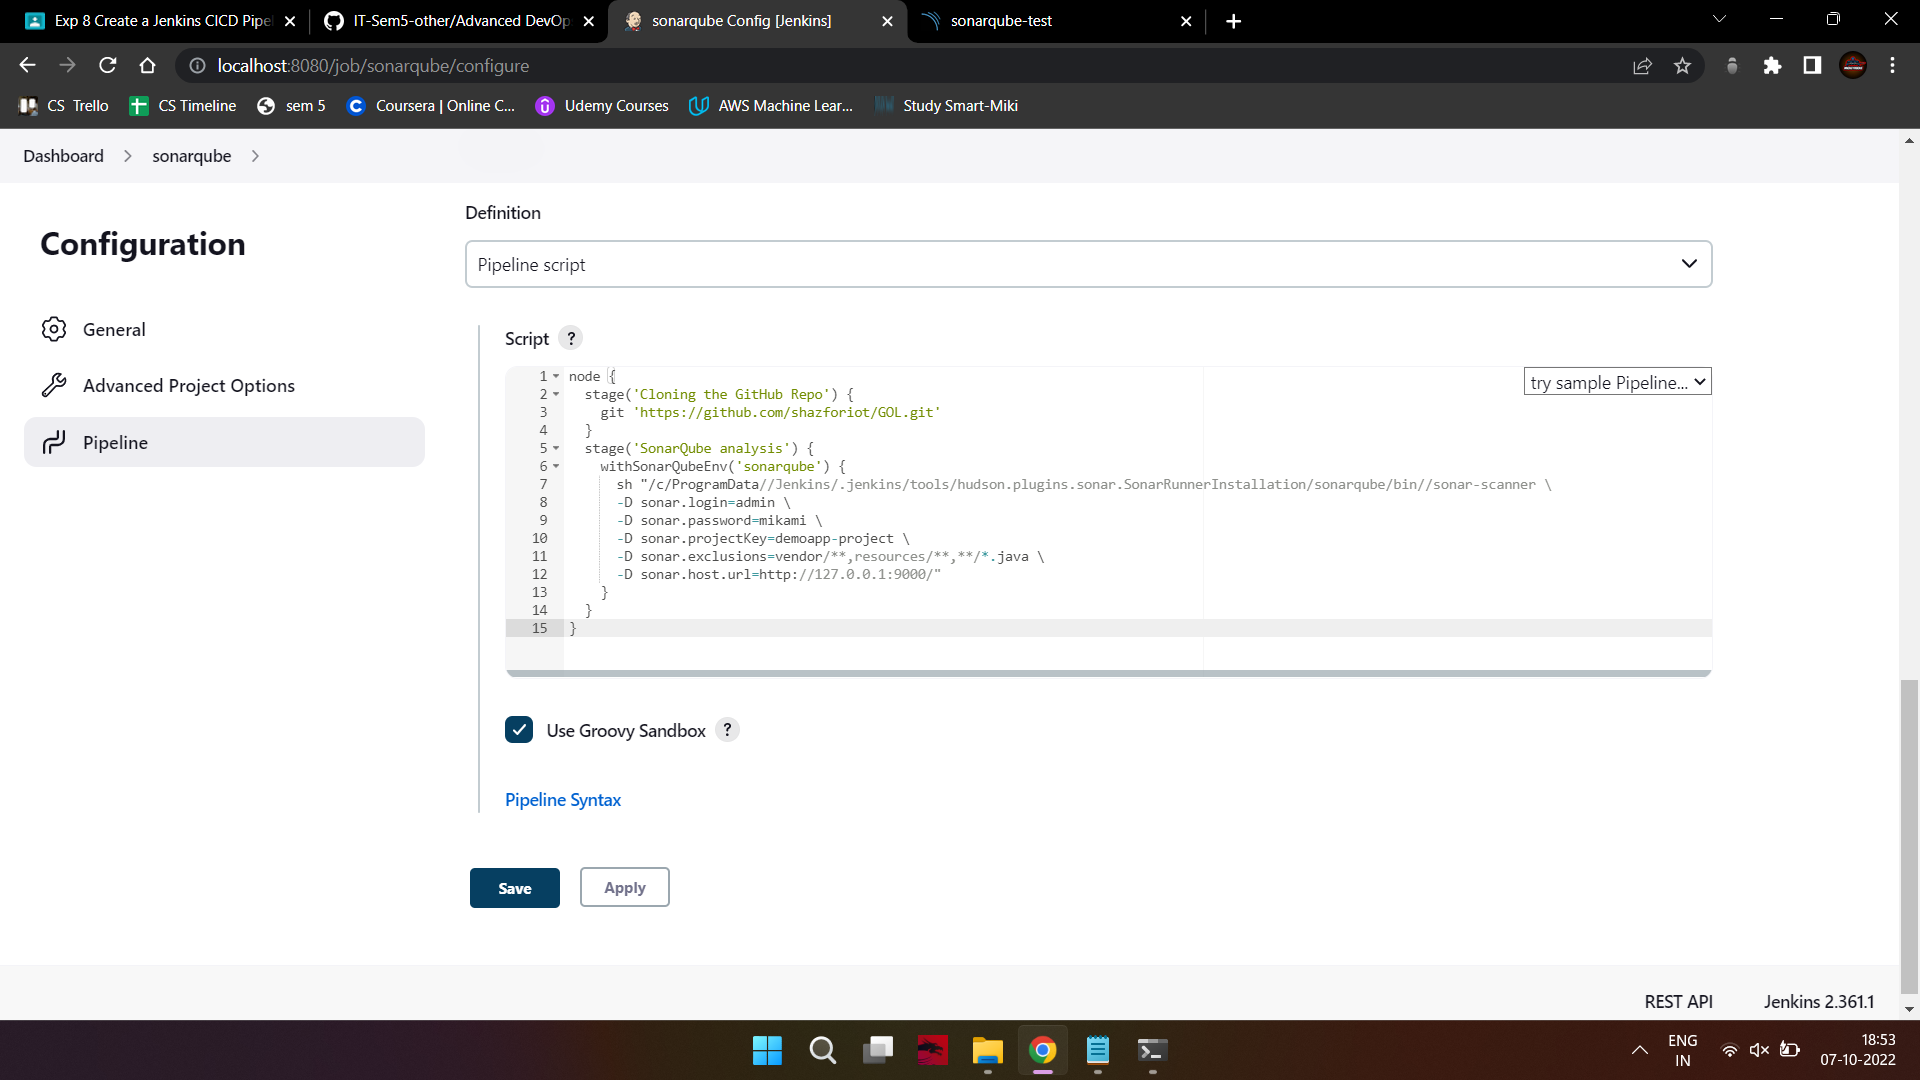 Exp 8 Create a Jenkins CICD Pipel
IT-Sem5-other/Advanced DevOp
sonarqube Config [Jenkins]
sonarqube-test
localhost:8080/job/sonarqube/configure
CS Trello
CS Timeline
sem 5
Coursera | Online C...
Udemy Courses
AWS Machine Lear...
Study Smart-Miki
Dashboard
sonarqube
Configuration
General
Advanced Project Options
Pipeline
Definition
Pipeline script
Script ?
try sample Pipeline...
1 node {
2 stage('Cloning the GitHub Repo') {
3 git 'https://github.com/shazforiot/GOL.git'
4 }
5 stage('SonarQube analysis') {
6 withSonarQubeEnv('sonarqube') {
7 sh "/c/ProgramData//Jenkins/.jenkins/tools/hudson.plugins.sonar.SonarRunnerInstallation/sonarqube/bin//sonar-scanner \
8 -D sonar.login=admin \
9 -D sonar.password=mikami \
10 -D sonar.projectKey=demoapp-project \
11 -D sonar.exclusions=vendor/**,resources/**,**/*.java \
12 -D sonar.host.url=http://127.0.0.1:9000/"
13 }
14 }
15 }
Use Groovy Sandbox ?
Pipeline Syntax
Save
Apply
REST API
Jenkins 2.361.1
ENG
IN
18:53
07-10-2022